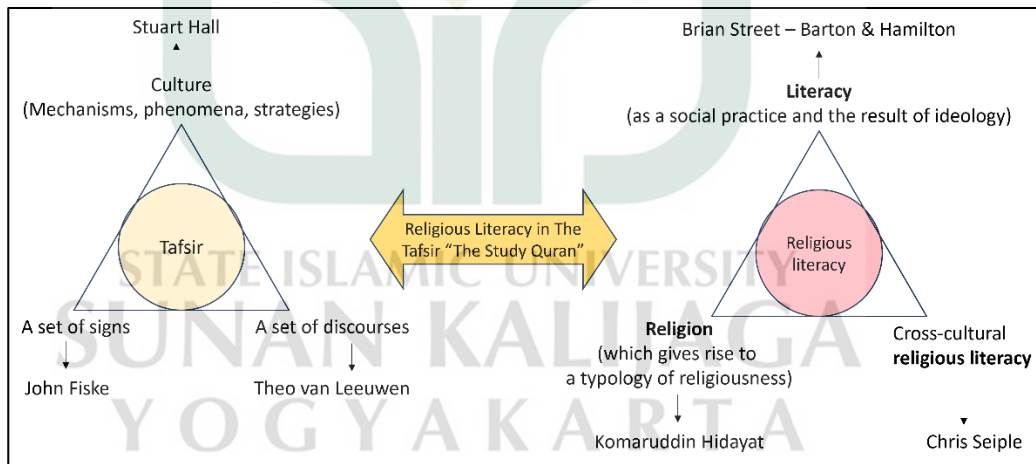 Stuart Hall
Culture
(Mechanisms, phenomena, strategies)
Tafsir
A set of signs
A set of discourses
John Fiske
Theo van Leeuwen
Religious Literacy in The
Tafsir "The Study Quran"
Brian Street – Barton & Hamilton
Literacy
(as a social practice and the result of ideology)
Religious
literacy
Religion
(which gives rise to
a typology of religiousness)
Komaruddin Hidayat
Cross-cultural
religious literacy
Chris Seiple
STATE ISLAMIC UNIVERSITY
SUNAN KALIJAGA
YOGYAKARTA